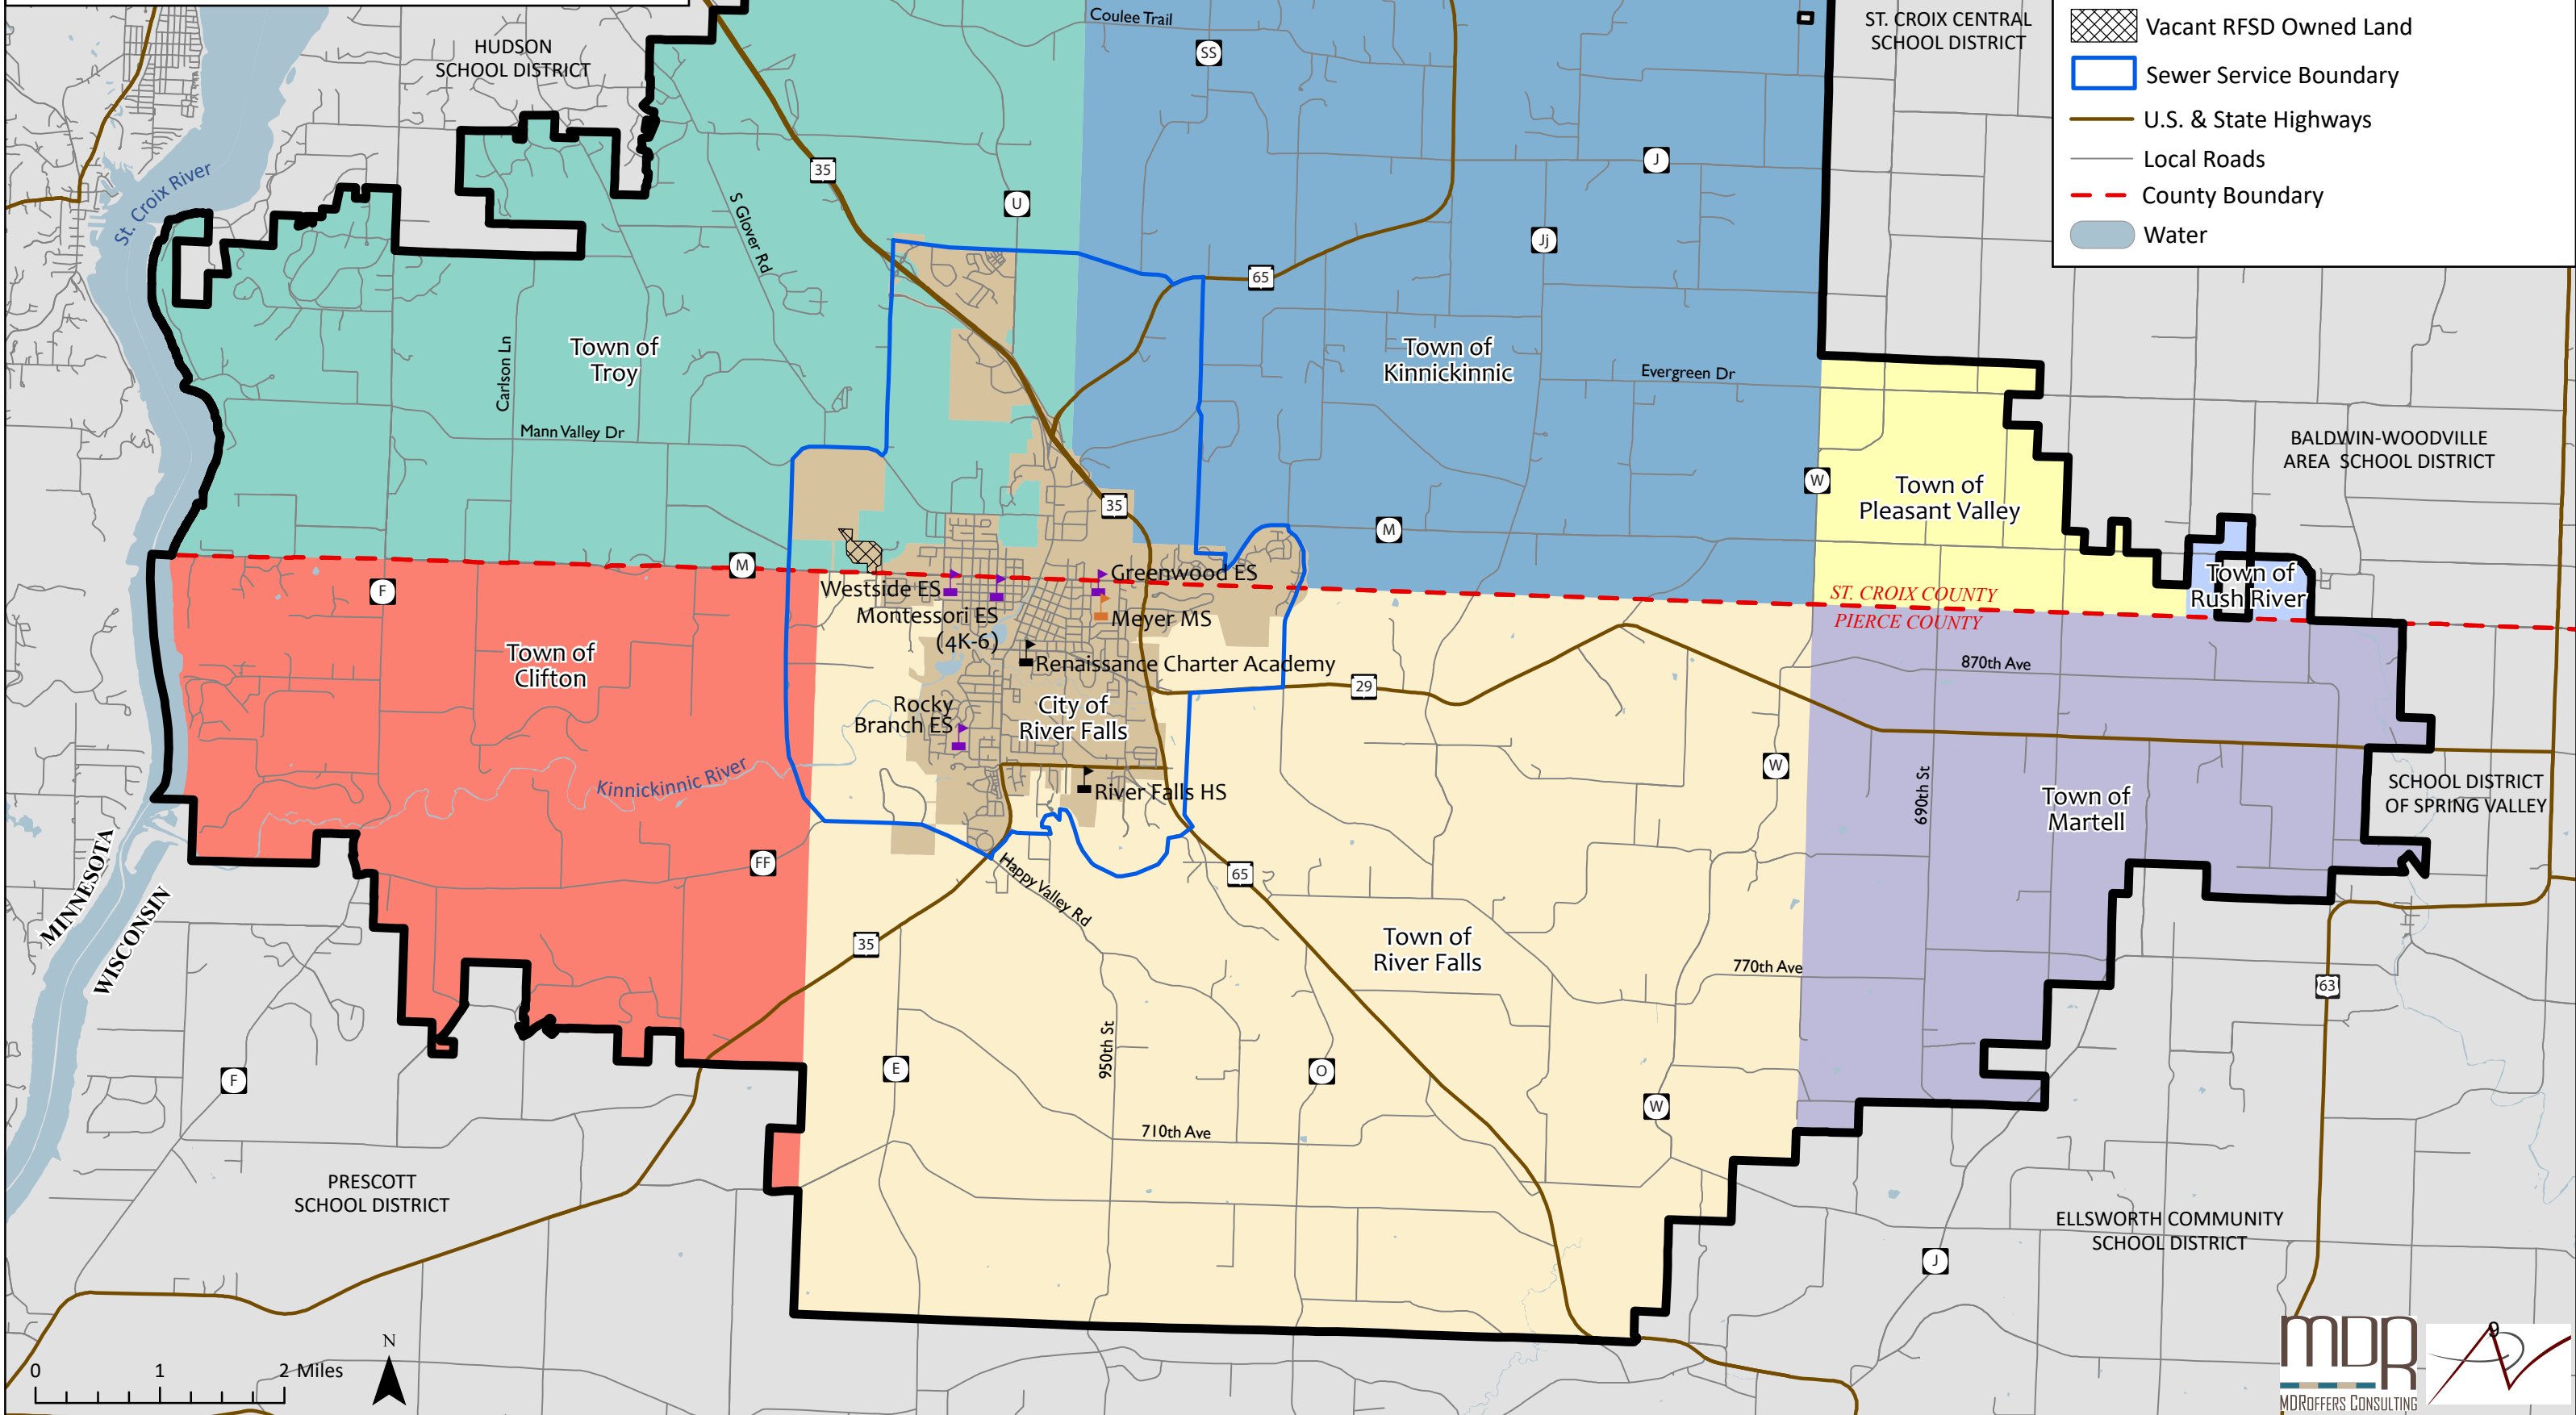 Coulee Trail
SS
HUDSON
SCHOOL DISTRICT
ST. CROIX CENTRAL
SCHOOL DISTRICT
Vacant RFSD Owned Land
Sewer Service Boundary
U.S. & State Highways
Local Roads
County Boundary
Water
St. Croix River
35
S Glover Rd
U
J
Jj
65
Town of
Troy
Carlson Ln
Mann Valley Dr
Town of
Kinnickinnic
Evergreen Dr
BALDWIN-WOODVILLE
AREA SCHOOL DISTRICT
W
Town of
Pleasant Valley
35
M
M
F
Westside ES
Montessori ES
(4K-6)
Greenwood ES
Meyer MS
Renaissance Charter Academy
Town of
Rush River
ST. CROIX COUNTY
PIERCE COUNTY
870th Ave
Town of
Clifton
29
Rocky
Branch ES
City of
River Falls
River Falls HS
Kinnickinnic River
W
690th St
Town of
Martell
SCHOOL DISTRICT
OF SPRING VALLEY
MINNESOTA
WISCONSIN
FF
Happy Valley Rd
65
35
Town of
River Falls
770th Ave
63
F
E
950th St
O
W
710th Ave
PRESCOTT
SCHOOL DISTRICT
ELLSWORTH COMMUNITY
SCHOOL DISTRICT
J
N
0 1 2 Miles
9
MDR
MDROFFERS CONSULTING